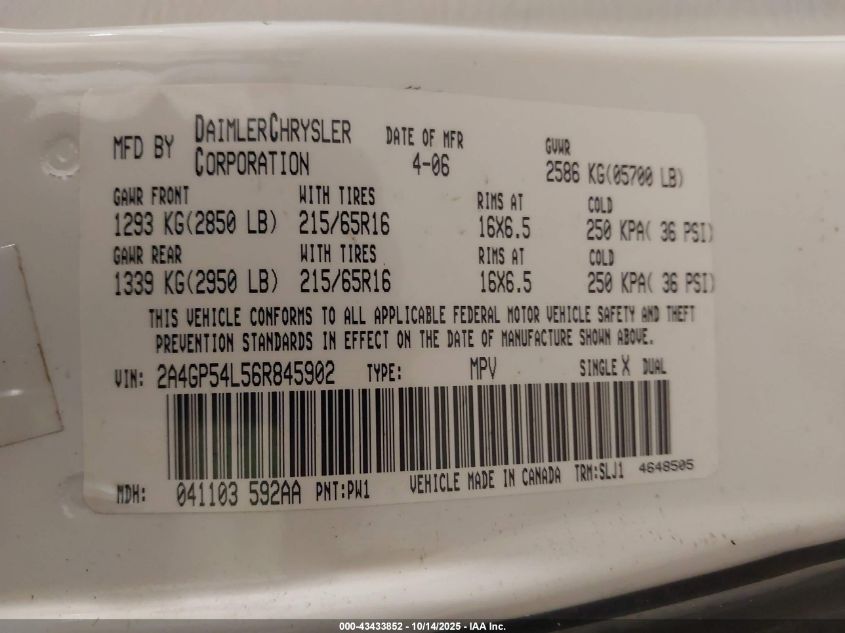 MFD BY DAIMLERCHRYSLER CORPORATION DATE OF MFR 4-06 GVWR 2586 KG(05700 LB)
GAWR FRONT WITH TIRES RIMS AT COLD
1293 KG(2850 LB) 215/65R16 16X6.5 250 KPA( 36 PSI)
GAWR REAR WITH TIRES RIMS AT COLD
1339 KG(2950 LB) 215/65R16 16X6.5 250 KPA( 36 PSI)
THIS VEHICLE CONFORMS TO ALL APPLICABLE FEDERAL MOTOR VEHICLE SAFETY AND THEFT
PREVENTION STANDARDS IN EFFECT ON THE DATE OF MANUFACTURE SHOWN ABOVE.
VIN: 2A4GP54L56R845902 TYPE: MPV SINGLE X DUAL
MDH: 041103 592AA PNT:PW1 VEHICLE MADE IN CANADA TRM:SLJ1 4648505
000-43433852 - 10/14/2025 - IAA Inc.